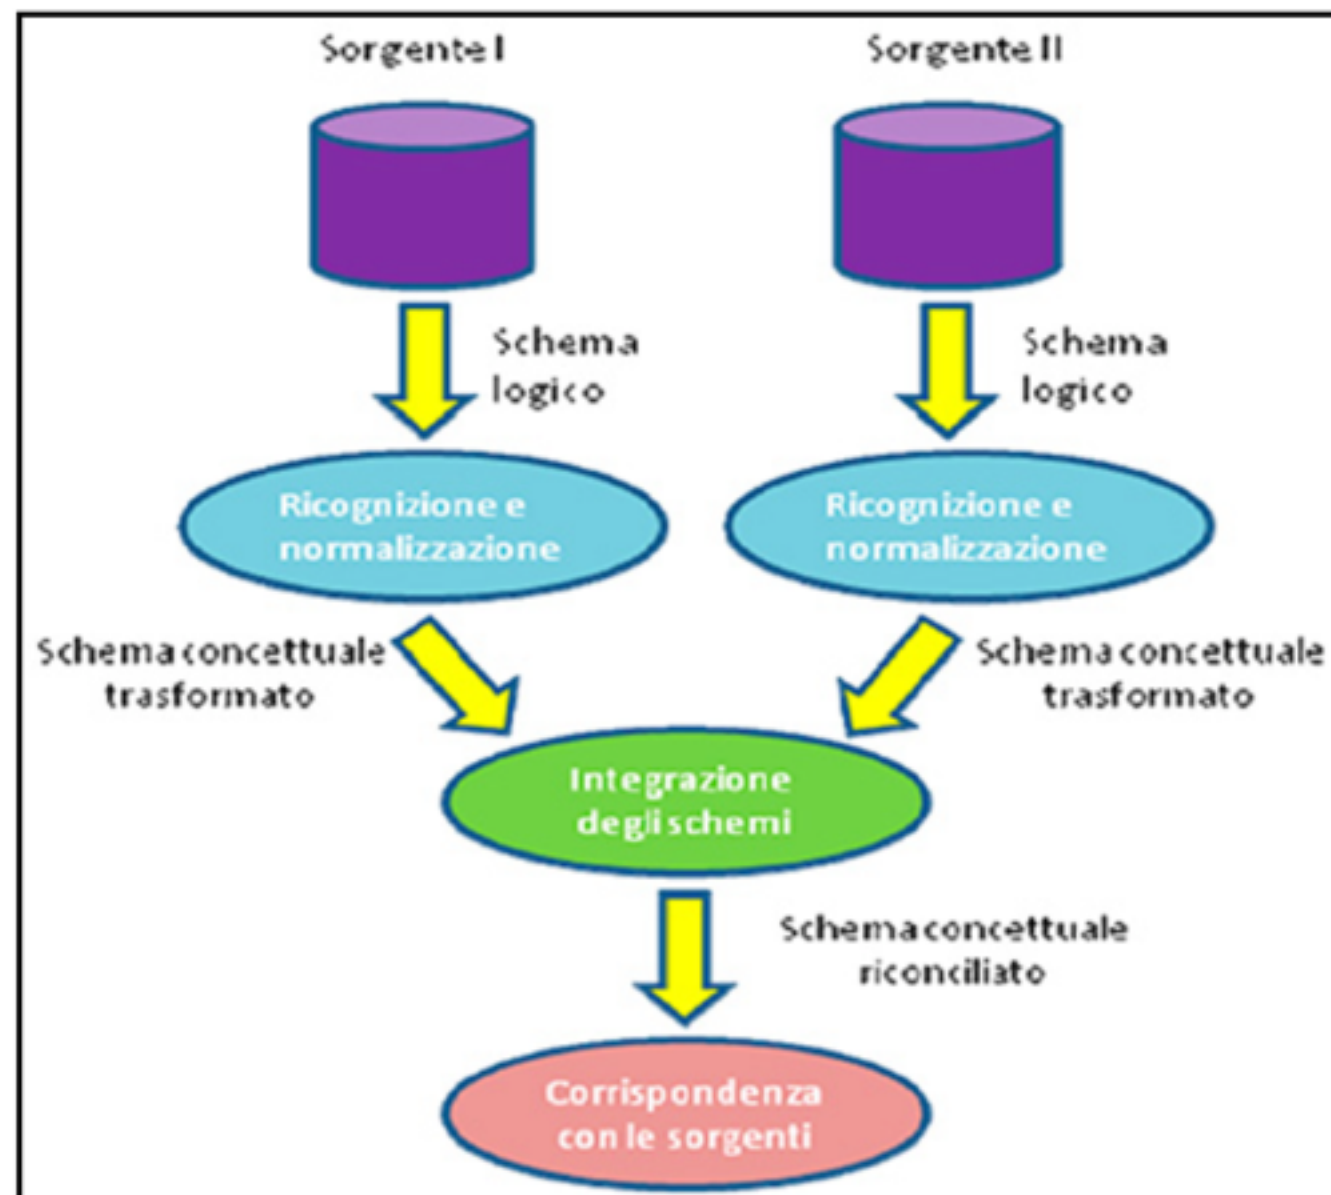 Sorgente I
Sorgente II
Schema
logico
Schema
logico
Ricognizione e
normalizzazione
Ricognizione e
normalizzazione
Schema concettuale
trasformato
Schema concettuale
trasformato
Integrazione
degli schemi
Schema concettuale
riconciliato
Corrispondenza
con le sorgenti